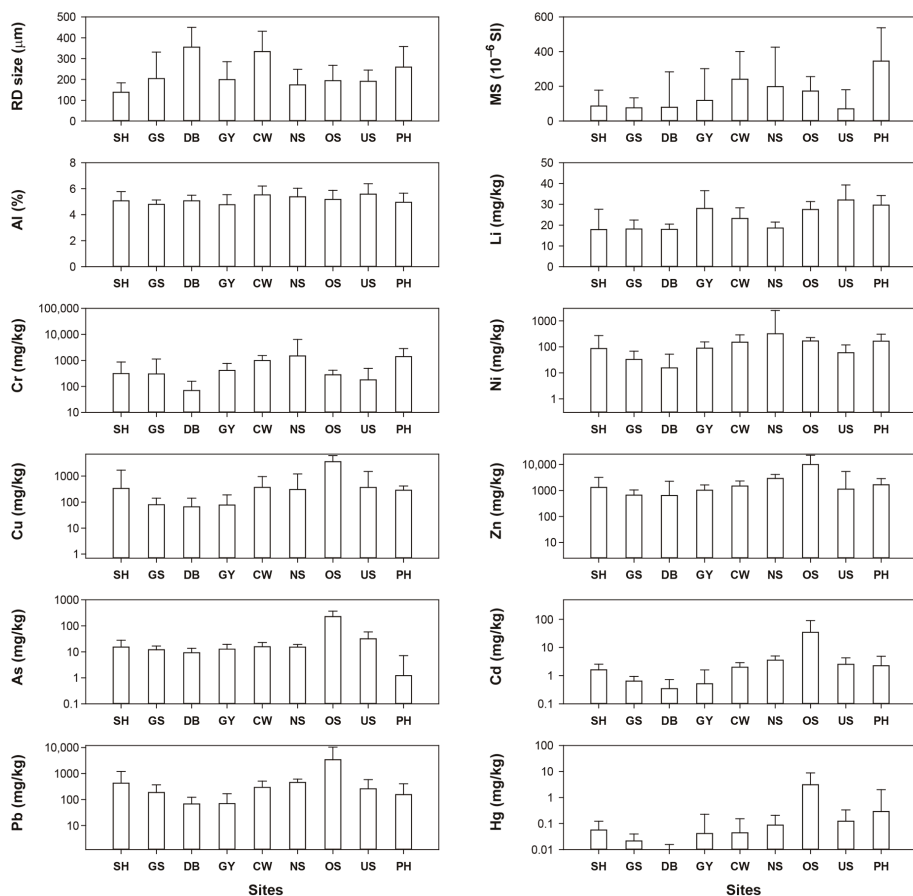 RD size (μm)
500
400
300
200
100
0
SH GS DB GY CW NS OS US PH
MS (10⁻⁶ SI)
600
400
200
0
SH GS DB GY CW NS OS US PH
Al (%)
8
6
4
2
0
SH GS DB GY CW NS OS US PH
Li (mg/kg)
50
40
30
20
10
0
SH GS DB GY CW NS OS US PH
Cr (mg/kg)
100,000
10,000
1000
100
10
SH GS DB GY CW NS OS US PH
Ni (mg/kg)
1000
100
10
1
SH GS DB GY CW NS OS US PH
Cu (mg/kg)
1000
100
10
1
SH GS DB GY CW NS OS US PH
Zn (mg/kg)
10,000
1000
100
10
SH GS DB GY CW NS OS US PH
As (mg/kg)
1000
100
10
1
0.1
SH GS DB GY CW NS OS US PH
Cd (mg/kg)
100
10
1
0.1
SH GS DB GY CW NS OS US PH
Pb (mg/kg)
10,000
1000
100
10
SH GS DB GY CW NS OS US PH
Sites
Hg (mg/kg)
100
10
1
0.1
0.01
SH GS DB GY CW NS OS US PH
Sites